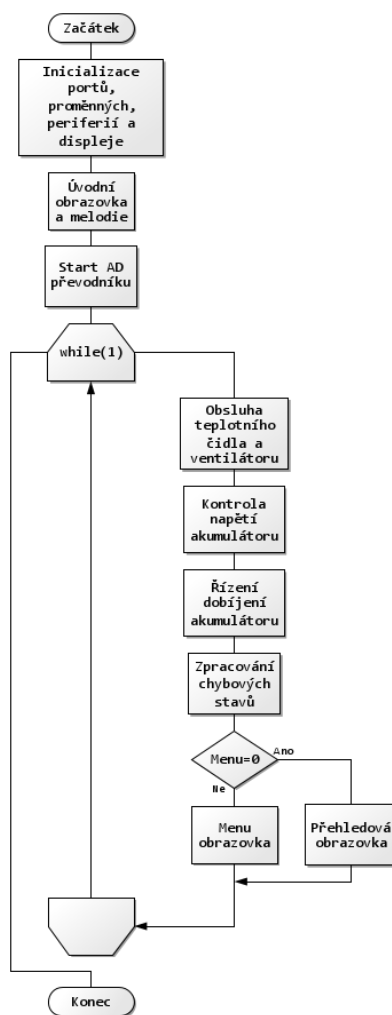 Začátek
Inicializace
portů,
proměnných,
periferií a
displeje
Úvodní
obrazovka
a melodie
Start AD
převodníku
while(1)
Obsluha
teplotního
čidla a
ventilátoru
Kontrola
napětí
akumulátoru
Řízení
dobíjení
akumulátoru
Zpracování
chybových
stavů
Menu=0
Ano
Ne
Menu
obrazovka
Přehledová
obrazovka
Konec